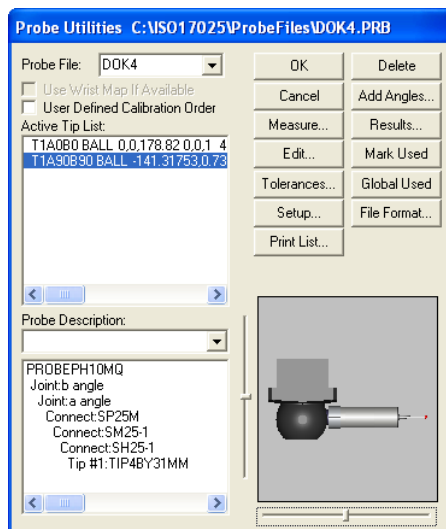 Probe Utilities C:\ISO17025\ProbeFiles\DOK4.PRB
Probe File: DOK4
Use Wrist Map If Available
User Defined Calibration Order
Active Tip List:
T1A0B0 BALL 0,0,178.82 0,0,1 4
T1A90B90 BALL -141.31753,0.73
Probe Description:
PROBEPH10MQ
Joint:b angle
Joint:a angle
Connect:SP25M
Connect:SM25-1
Connect:SH25-1
Tip #1:TIP4BY31MM
OK
Delete
Cancel
Add Angles...
Measure...
Results...
Edit...
Mark Used
Tolerances...
Global Used
Setup...
File Format...
Print List...